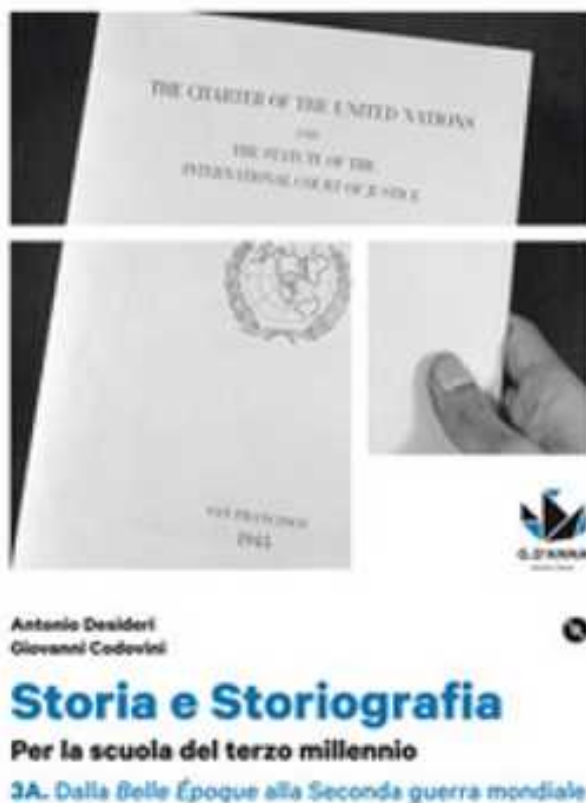 THE CHARTER OF THE UNITED NATIONS
AND
THE STATUTE OF THE
INTERNATIONAL COURT OF JUSTICE
SAN FRANCISCO
1945
G.D'ANNA
Antonio Desideri
Giovanni Codovini
Storia e Storiografia
Per la scuola del terzo millennio
3A. Dalla Belle Époque alla Seconda guerra mondiale